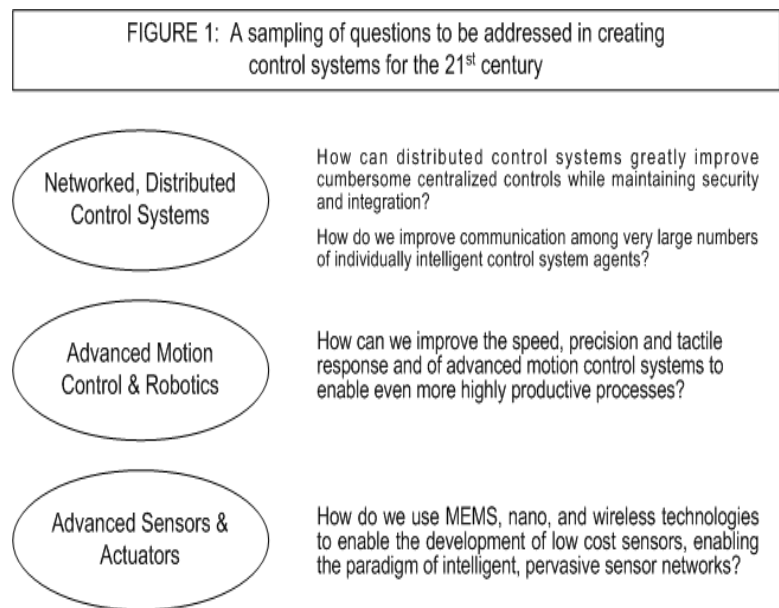 FIGURE 1: A sampling of questions to be addressed in creating
control systems for the 21st century
Networked, Distributed
Control Systems
How can distributed control systems greatly improve
cumbersome centralized controls while maintaining security
and integration?
How do we improve communication among very large numbers
of individually intelligent control system agents?
Advanced Motion
Control & Robotics
How can we improve the speed, precision and tactile
response and of advanced motion control systems to
enable even more highly productive processes?
Advanced Sensors &
Actuators
How do we use MEMS, nano, and wireless technologies
to enable the development of low cost sensors, enabling
the paradigm of intelligent, pervasive sensor networks?